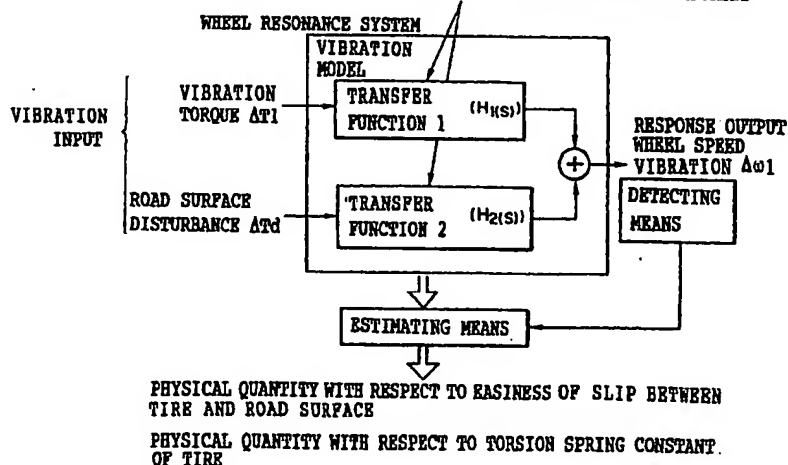 WHEEL RESONANCE SYSTEM
VIBRATION
MODEL
VIBRATION
TORQUE ΔT1
TRANSFER
FUNCTION 1
(H1(S))
VIBRATION
INPUT
RESPONSE OUTPUT
WHEEL SPEED
VIBRATION Δω1
+
ROAD SURFACE
DISTURBANCE ΔTd
TRANSFER
FUNCTION 2
(H2(S))
DETECTING
MEANS
ESTIMATING MEANS
PHYSICAL QUANTITY WITH RESPECT TO EASINESS OF SLIP BETWEEN
TIRE AND ROAD SURFACE
PHYSICAL QUANTITY WITH RESPECT TO TORSION SPRING CONSTANT.
OF TIRE